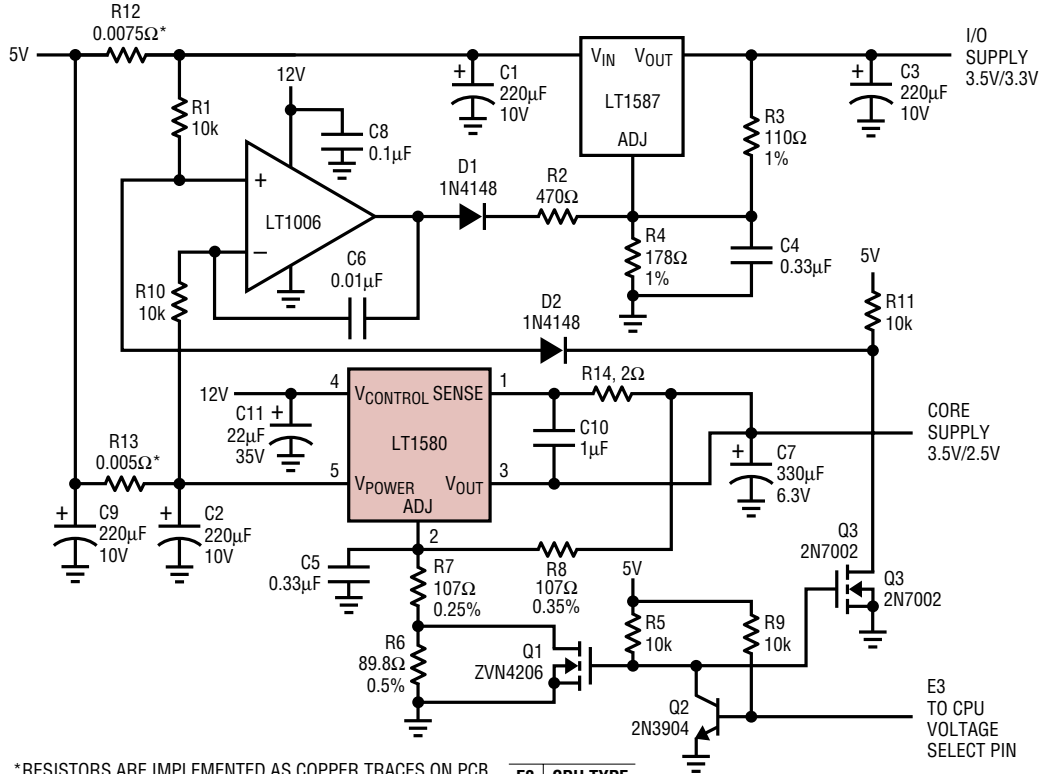 R12
0.0075Ω*
5V
R1
10k
12V
C8
0.1µF
+
C1
220µF
10V
VIN
VOUT
LT1587
ADJ
I/O
SUPPLY
3.5V/3.3V
+
C3
220µF
10V
R3
110Ω
1%
+
–
LT1006
D1
1N4148
R2
470Ω
R4
178Ω
1%
C4
0.33µF
C6
0.01µF
R10
10k
5V
R11
10k
D2
1N4148
12V
4
VCONTROL
SENSE
1
R14, 2Ω
C11
+
22µF
35V
LT1580
C10
1µF
CORE
SUPPLY
3.5V/2.5V
R13
0.005Ω*
5
VPOWER
VOUT
3
ADJ
2
+
C7
330µF
6.3V
+
C9
220µF
10V
+
C2
220µF
10V
C5
0.33µF
R7
107Ω
0.25%
R8
107Ω
0.35%
R6
89.8Ω
0.5%
Q1
ZVN4206
5V
R5
10k
R9
10k
Q3
2N7002
Q3
2N7002
Q2
2N3904
E3
TO CPU
VOLTAGE
SELECT PIN
*RESISTORS ARE IMPLEMENTED AS COPPER TRACES ON PCB
E3
CPU TYPE